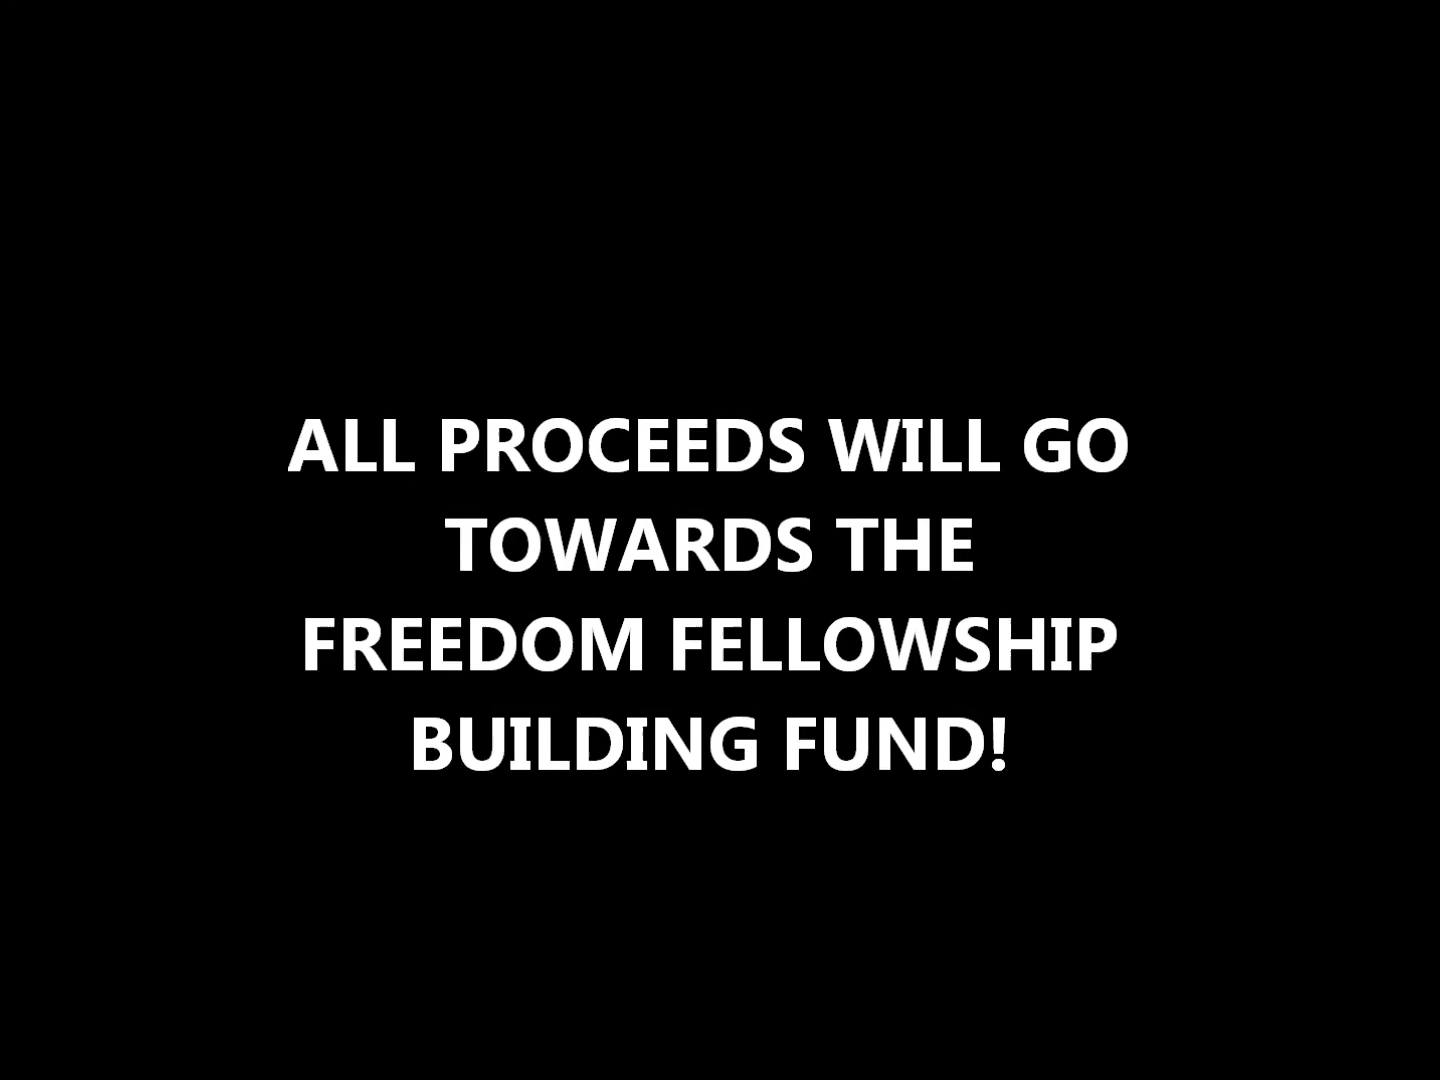 ALL PROCEEDS WILL GO
TOWARDS THE
FREEDOM FELLOWSHIP
BUILDING FUND!